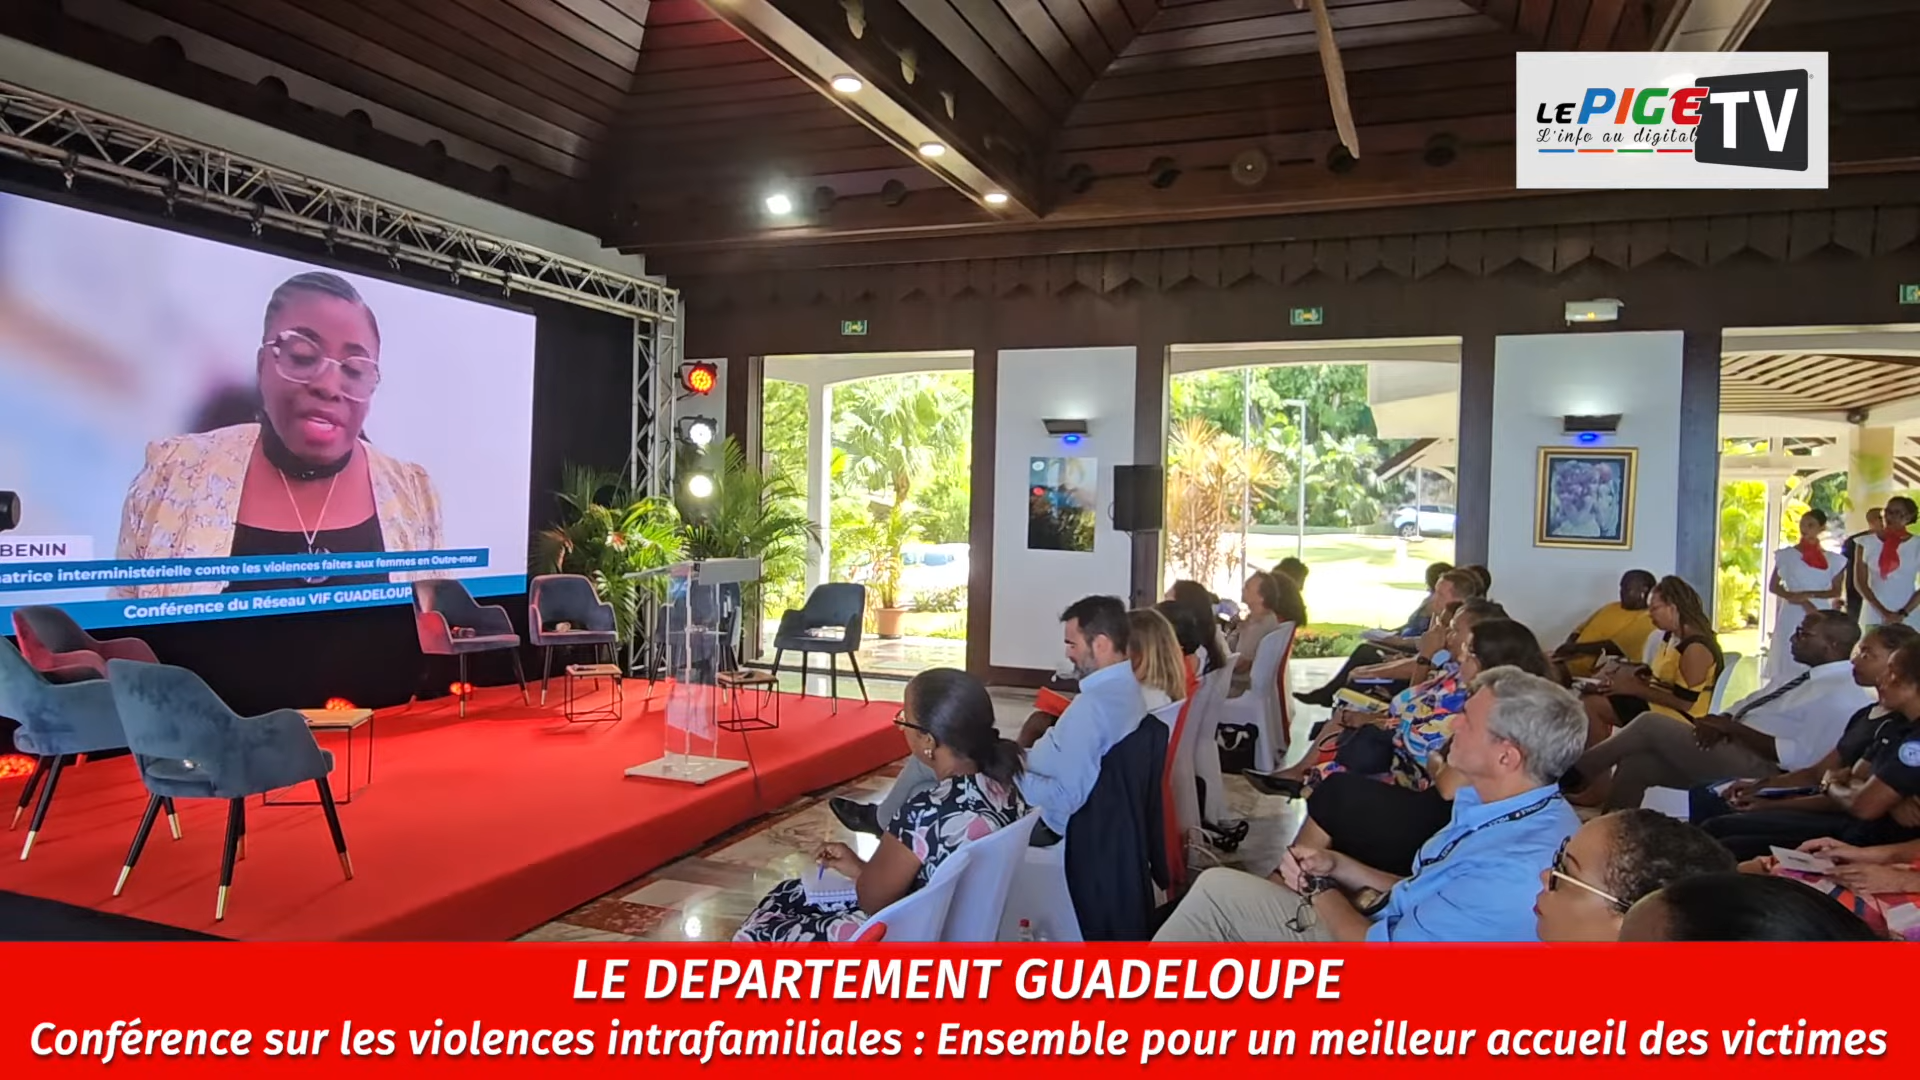 LE PIGE TV
L'info au digital
BENIN
atrice interministérielle contre les violences faites aux femmes en Outre-mer
Conférence du Réseau VIF GUADELOUP
LE DEPARTEMENT GUADELOUPE
Conférence sur les violences intrafamiliales : Ensemble pour un meilleur accueil des victimes